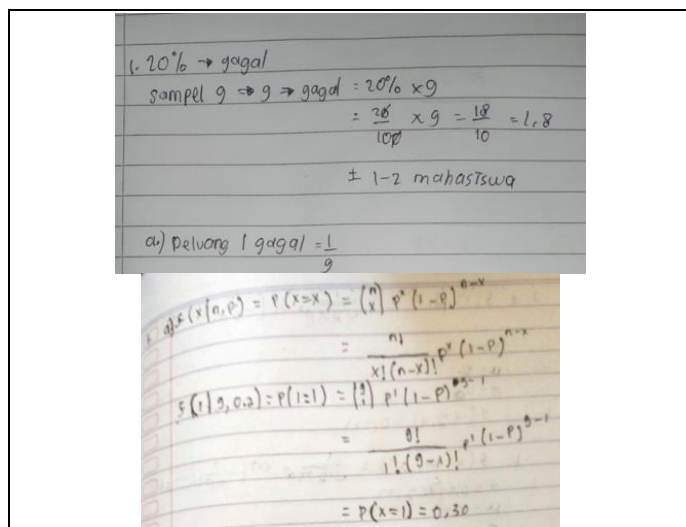 1. 20% → gagal
sampel 9 → 9 → gagal = 20% × 9
= 20/100 × 9 = 18/10 = 1,8
± 1-2 mahasiswa
a.) Peluang 1 gagal = 1/9
a) f(x|n,p) = P(x=x) = (n x) p^x (1-p)^n-x
= n!/x!(n-x)! p^x (1-p)^n-x
f(1|9,0.2) = P(1=1) = (9 1) p^1 (1-p)^9-1
= 9!/1!·(9-1)! p^1 (1-p)^9-1
= P(x=1) = 0,30